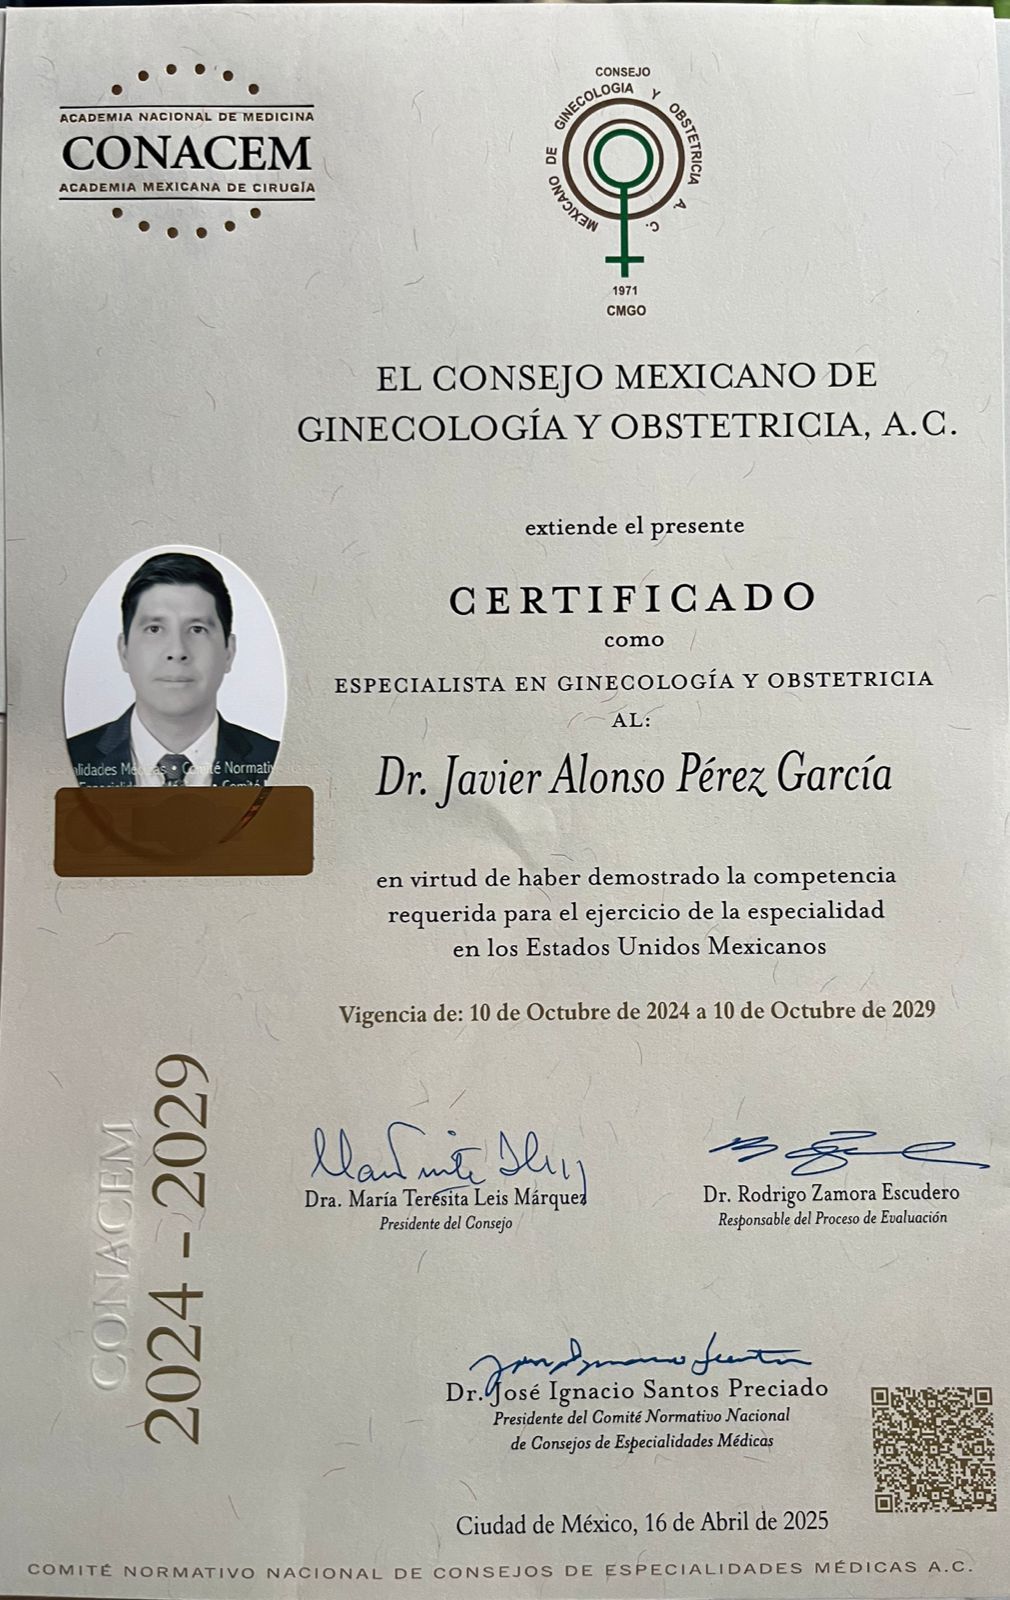 ACADEMIA NACIONAL DE MEDICINA
CONACEM
ACADEMIA MEXICANA DE CIRUGÍA
CONSEJO MEXICANO DE GINECOLOGIA Y OBSTETRICIA A. C.
1971
CMGO
EL CONSEJO MEXICANO DE
GINECOLOGÍA Y OBSTETRICIA, A.C.
extiende el presente
CERTIFICADO
como
ESPECIALISTA EN GINECOLOGÍA Y OBSTETRICIA
AL:
Dr. Javier Alonso Pérez García
alidades Médicas • Comité Normativ
en virtud de haber demostrado la competencia
requerida para el ejercicio de la especialidad
en los Estados Unidos Mexicanos
Vigencia de: 10 de Octubre de 2024 a 10 de Octubre de 2029
CONACEM
2024 - 2029
Dra. María Teresita Leis Márquez
Presidente del Consejo
Dr. Rodrigo Zamora Escudero
Responsable del Proceso de Evaluación
Dr. José Ignacio Santos Preciado
Presidente del Comité Normativo Nacional
de Consejos de Especialidades Médicas
Ciudad de México, 16 de Abril de 2025
COMITÉ NORMATIVO NACIONAL DE CONSEJOS DE ESPECIALIDADES MÉDICAS A.C.